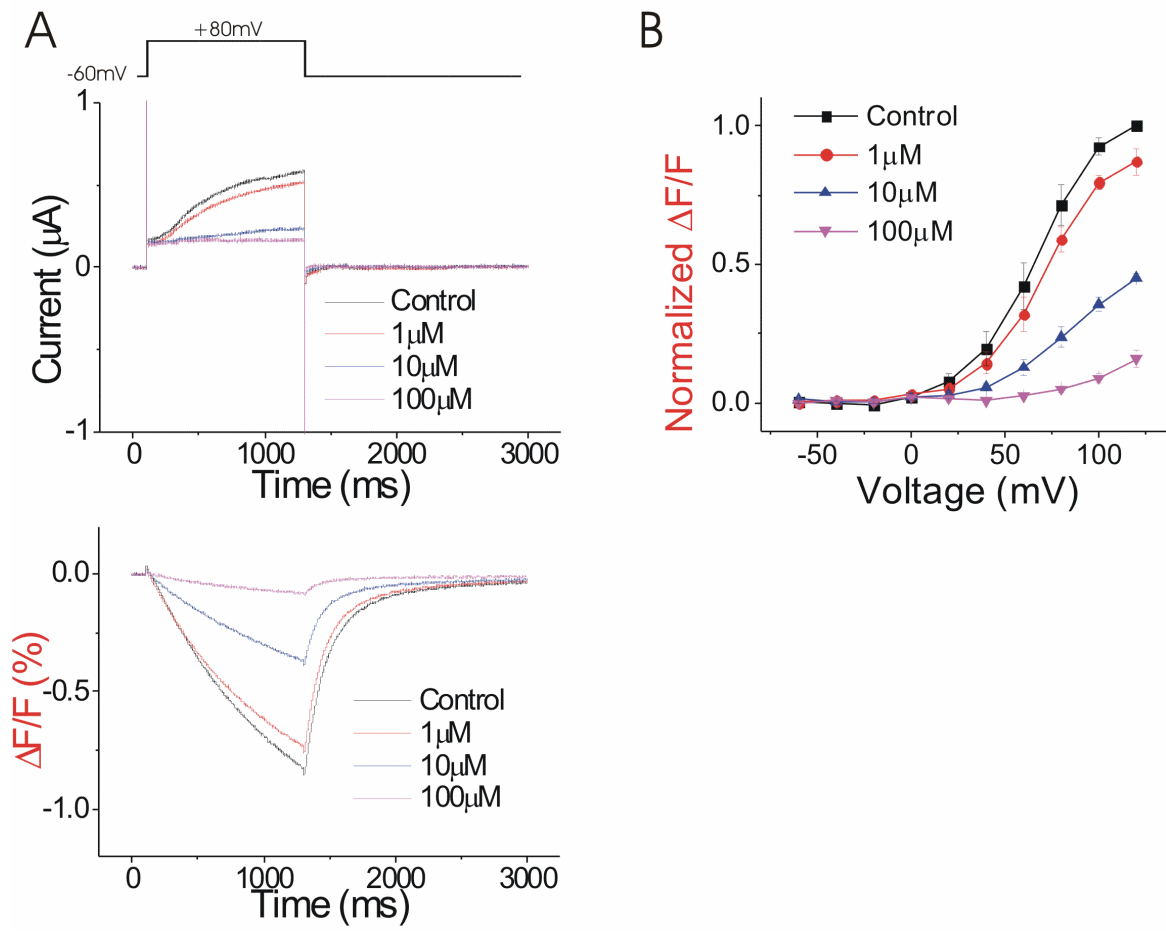 A
+80mV
-60mV
1
0
-1
Current (µA)
Control
1µM
10µM
100µM
0 1000 2000 3000
Time (ms)
0.0
-0.5
-1.0
ΔF/F (%)
Control
1µM
10µM
100µM
0 1000 2000 3000
Time (ms)
B
1.0
0.5
0.0
Normalized ΔF/F
Control
1µM
10µM
100µM
-50 0 50 100
Voltage (mV)